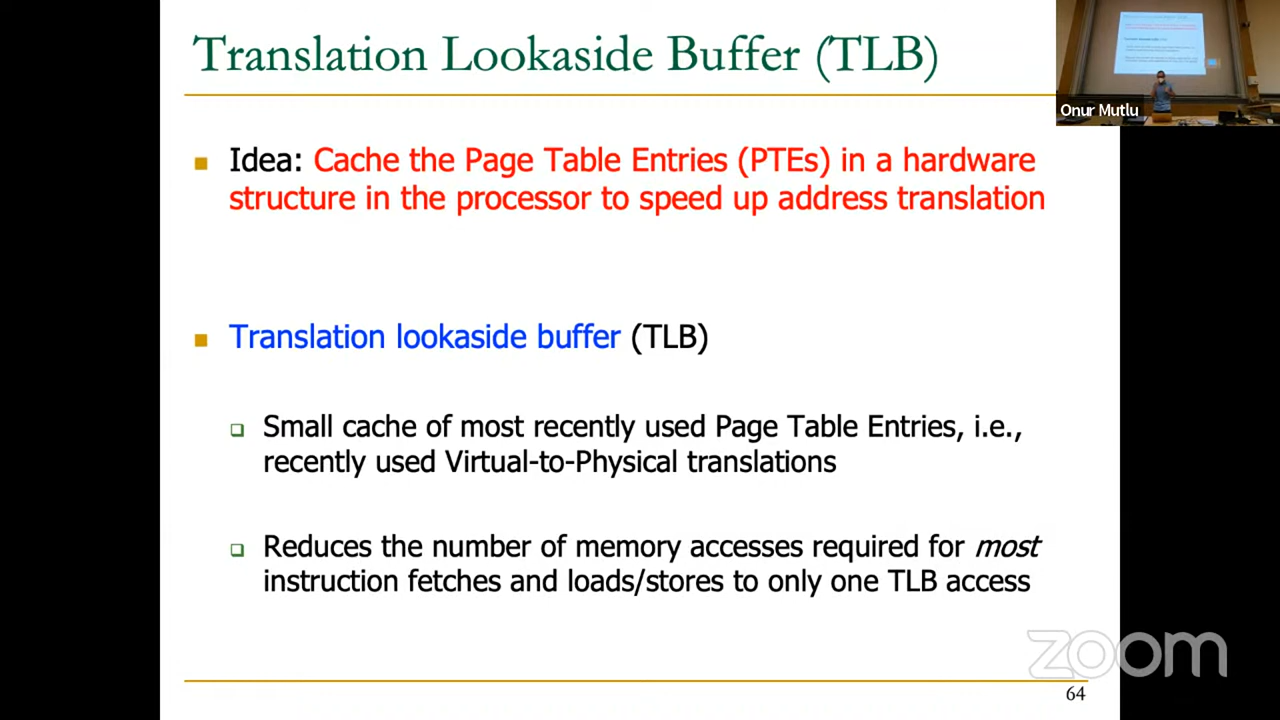 Translation Lookaside Buffer (TLB)
Onur Mutlu
Idea: Cache the Page Table Entries (PTEs) in a hardware
structure in the processor to speed up address translation
Translation lookaside buffer (TLB)
Small cache of most recently used Page Table Entries, i.e.,
recently used Virtual-to-Physical translations
Reduces the number of memory accesses required for most
instruction fetches and loads/stores to only one TLB access
zoom
64